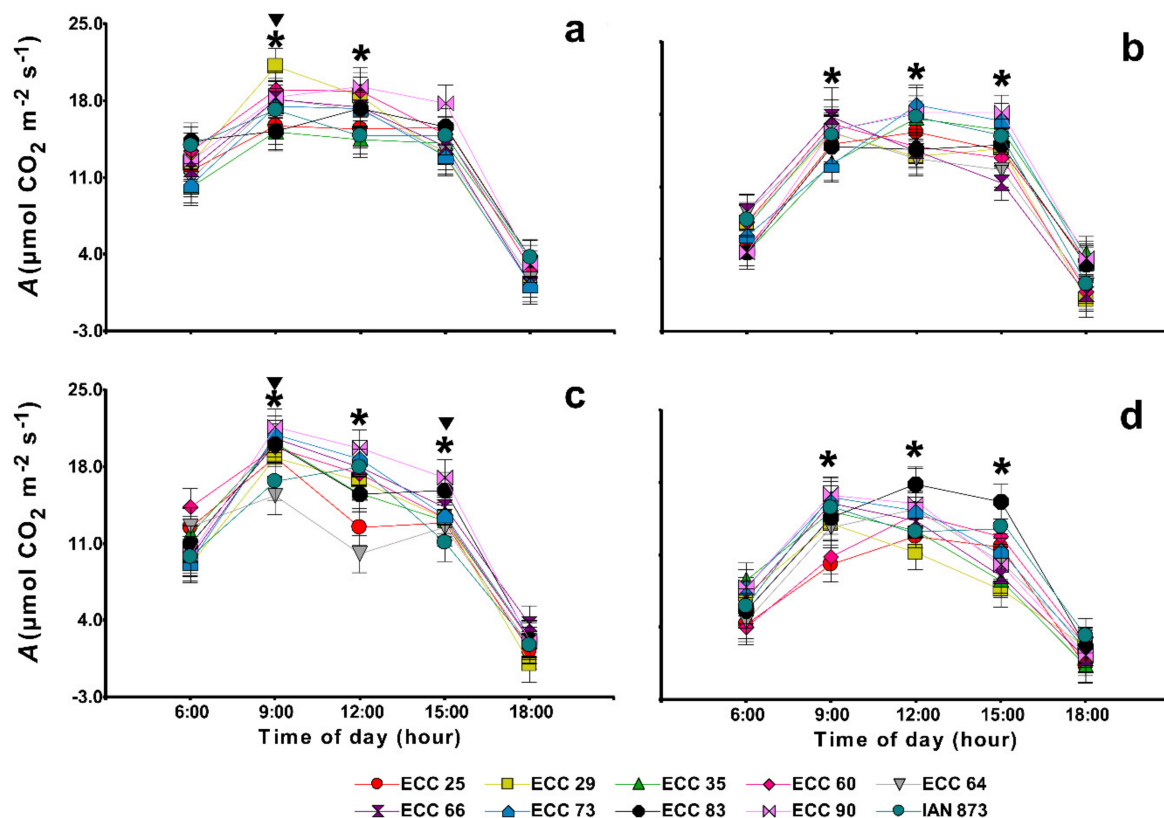 a
b
25.0
18.0
11.0
4.0
-3.0
A (µmol CO2 m-2 s-1)
* * * * *
c
d
25.0
18.0
11.0
4.0
-3.0
A (µmol CO2 m-2 s-1)
* * * * * *
6:00 9:00 12:00 15:00 18:00
Time of day (hour)
6:00 9:00 12:00 15:00 18:00
Time of day (hour)
ECC 25 ECC 29 ECC 35 ECC 60 ECC 64
ECC 66 ECC 73 ECC 83 ECC 90 IAN 873